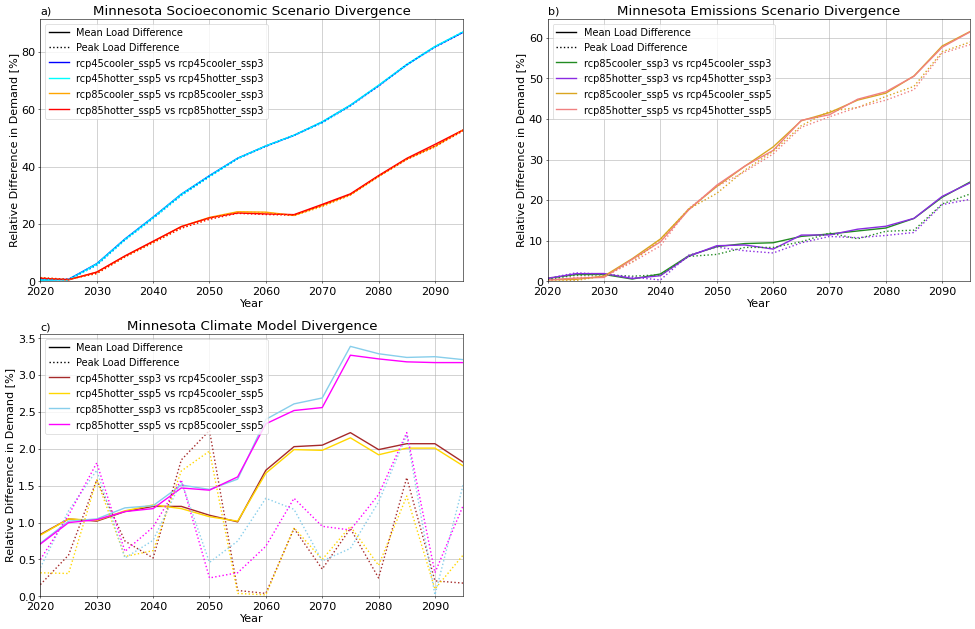 a)
Minnesota Socioeconomic Scenario Divergence
Mean Load Difference
Peak Load Difference
rcp45cooler_ssp5 vs rcp45cooler_ssp3
rcp45hotter_ssp5 vs rcp45hotter_ssp3
rcp85cooler_ssp5 vs rcp85cooler_ssp3
rcp85hotter_ssp5 vs rcp85hotter_ssp3
Relative Difference in Demand [%]
80
60
40
20
0
2020 2030 2040 2050 2060 2070 2080 2090
Year
b)
Minnesota Emissions Scenario Divergence
Mean Load Difference
Peak Load Difference
rcp85cooler_ssp3 vs rcp45cooler_ssp3
rcp85hotter_ssp3 vs rcp45hotter_ssp3
rcp85cooler_ssp5 vs rcp45cooler_ssp5
rcp85hotter_ssp5 vs rcp45hotter_ssp5
Relative Difference in Demand [%]
60
50
40
30
20
10
0
2020 2030 2040 2050 2060 2070 2080 2090
Year
c)
Minnesota Climate Model Divergence
Mean Load Difference
Peak Load Difference
rcp45hotter_ssp3 vs rcp45cooler_ssp3
rcp45hotter_ssp5 vs rcp45cooler_ssp5
rcp85hotter_ssp3 vs rcp85cooler_ssp3
rcp85hotter_ssp5 vs rcp85cooler_ssp5
Relative Difference in Demand [%]
3.5
3.0
2.5
2.0
1.5
1.0
0.5
0.0
2020 2030 2040 2050 2060 2070 2080 2090
Year